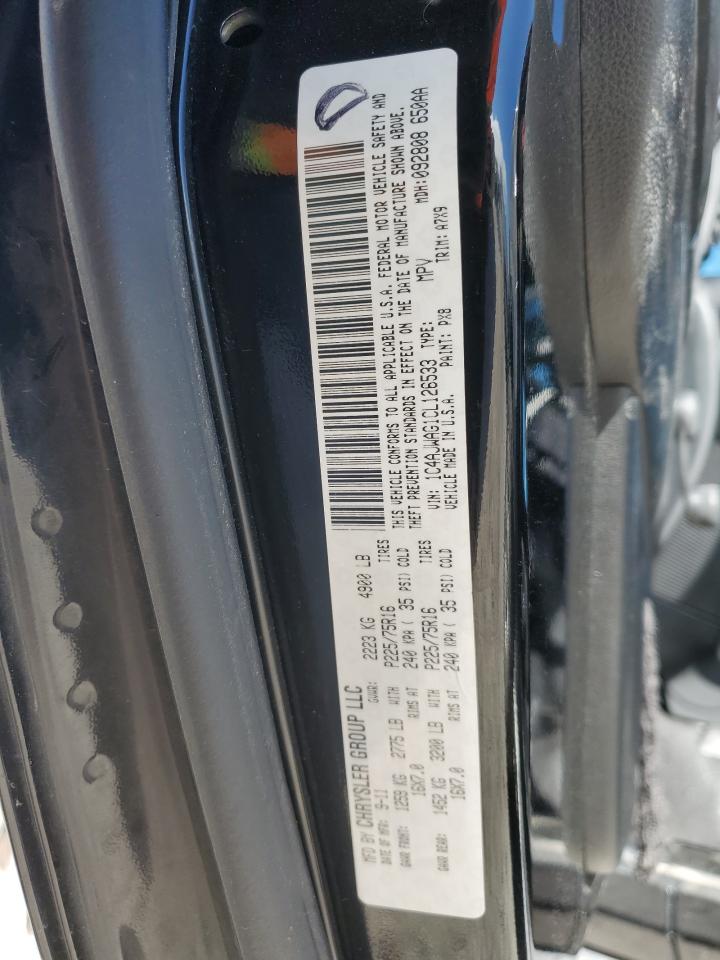 MFD BY CHRYSLER GROUP LLC
DATE OF MFR: 9-11 GVWR: 2223 KG 4900 LB
GAWR FRONT: 1259 KG 2775 LB WITH P225/75R16 TIRES
16X7.0 RIMS AT 240 KPA ( 35 PSI) COLD
GAWR REAR: 1452 KG 3200 LB WITH P225/75R16 TIRES
16X7.0 RIMS AT 240 KPA ( 35 PSI) COLD
THIS VEHICLE CONFORMS TO ALL APPLICABLE U.S.A. FEDERAL MOTOR VEHICLE SAFETY AND
THEFT PREVENTION STANDARDS IN EFFECT ON THE DATE OF MANUFACTURE SHOWN ABOVE.
VIN: 1C4AJWAG1CL126533 TYPE: MPV MDH:092808 650AA
VEHICLE MADE IN U.S.A. PAINT: PX8 TRIM: A7X9